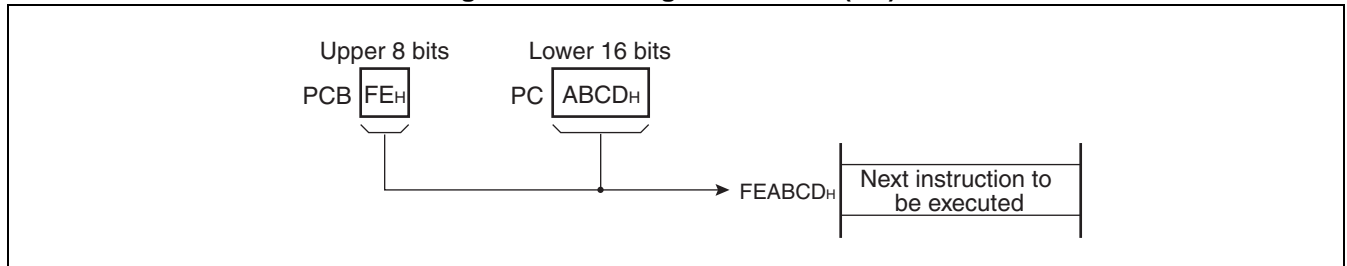 Upper 8 bits Lower 16 bits
PCB FEH PC ABCDH
FEABCDH Next instruction to
be executed